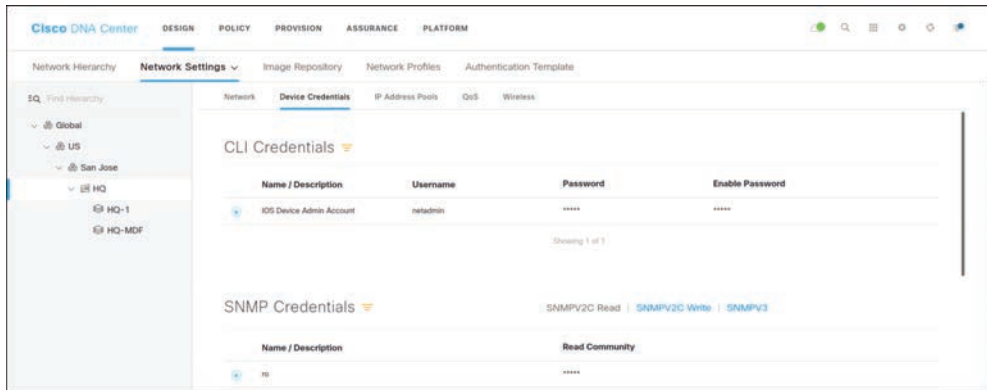 Cisco DNA Center DESIGN POLICY PROVISION ASSURANCE PLATFORM
Network Hierarchy Network Settings Image Repository Network Profiles Authentication Template
EQ Find Hierarchy Network Device Credentials IP Address Pools QoS Wireless
Global
US
San Jose
HQ
HQ-1
HQ-MDF
CLI Credentials
Name / Description Username Password Enable Password
IOS Device Admin Account netadmin ***** *****
Showing 1 of 1
SNMP Credentials SNMPV2C Read | SNMPV2C Write | SNMPV3
Name / Description Read Community
ro *****